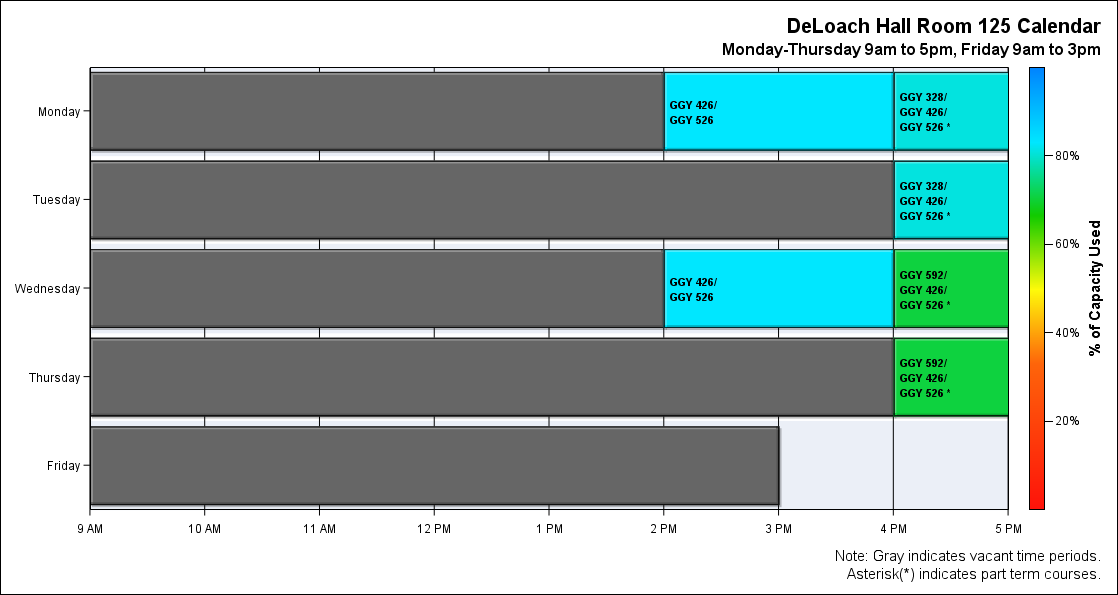 DeLoach Hall Room 125 Calendar
Monday-Thursday 9am to 5pm, Friday 9am to 3pm
Monday
GGY 426/
GGY 526
GGY 328/
GGY 426/
GGY 526 *
Tuesday
GGY 328/
GGY 426/
GGY 526 *
Wednesday
GGY 426/
GGY 526
GGY 592/
GGY 426/
GGY 526 *
Thursday
GGY 592/
GGY 426/
GGY 526 *
Friday
9 AM
10 AM
11 AM
12 PM
1 PM
2 PM
3 PM
4 PM
5 PM
80%
60%
40%
20%
% of Capacity Used
Note: Gray indicates vacant time periods.
Asterisk(*) indicates part term courses.